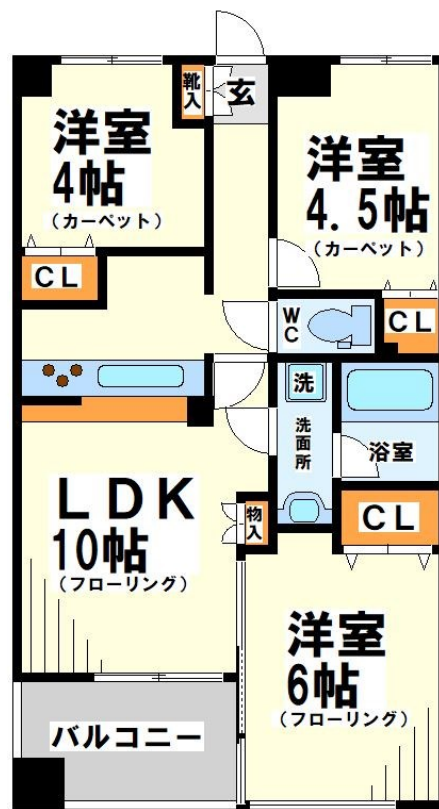 靴入
玄
洋室
4帖
(カーペット)
洋室
4.5帖
(カーペット)
CL
WC
CL
洗
洗面所
浴室
LDK
10帖
(フローリング)
物入
CL
洋室
6帖
(フローリング)
バルコニー